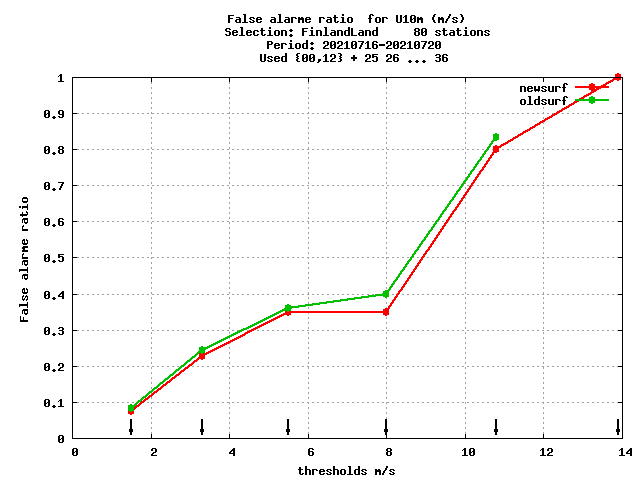 False alarme ratio  for U10m (m/s)
Selection: FinlandLand     80 stations
Period: 20210716-20210720
Used {00,12} + 25 26 ... 36
newsurf
oldsurf
1
0.9
0.8
0.7
0.6
0.5
0.4
0.3
0.2
0.1
0
False alarme ratio
0 2 4 6 8 10 12 14
thresholds m/s